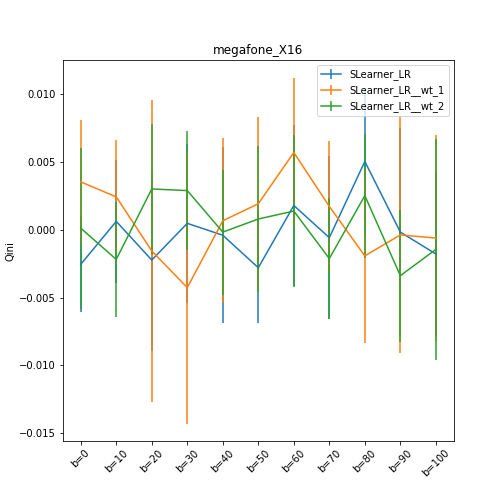 megafone_X16
SLearner_LR
SLearner_LR__wt_1
SLearner_LR__wt_2
0.010
0.005
0.000
−0.005
−0.010
−0.015
Qini
b=0
b=10
b=20
b=30
b=40
b=50
b=60
b=70
b=80
b=90
b=100